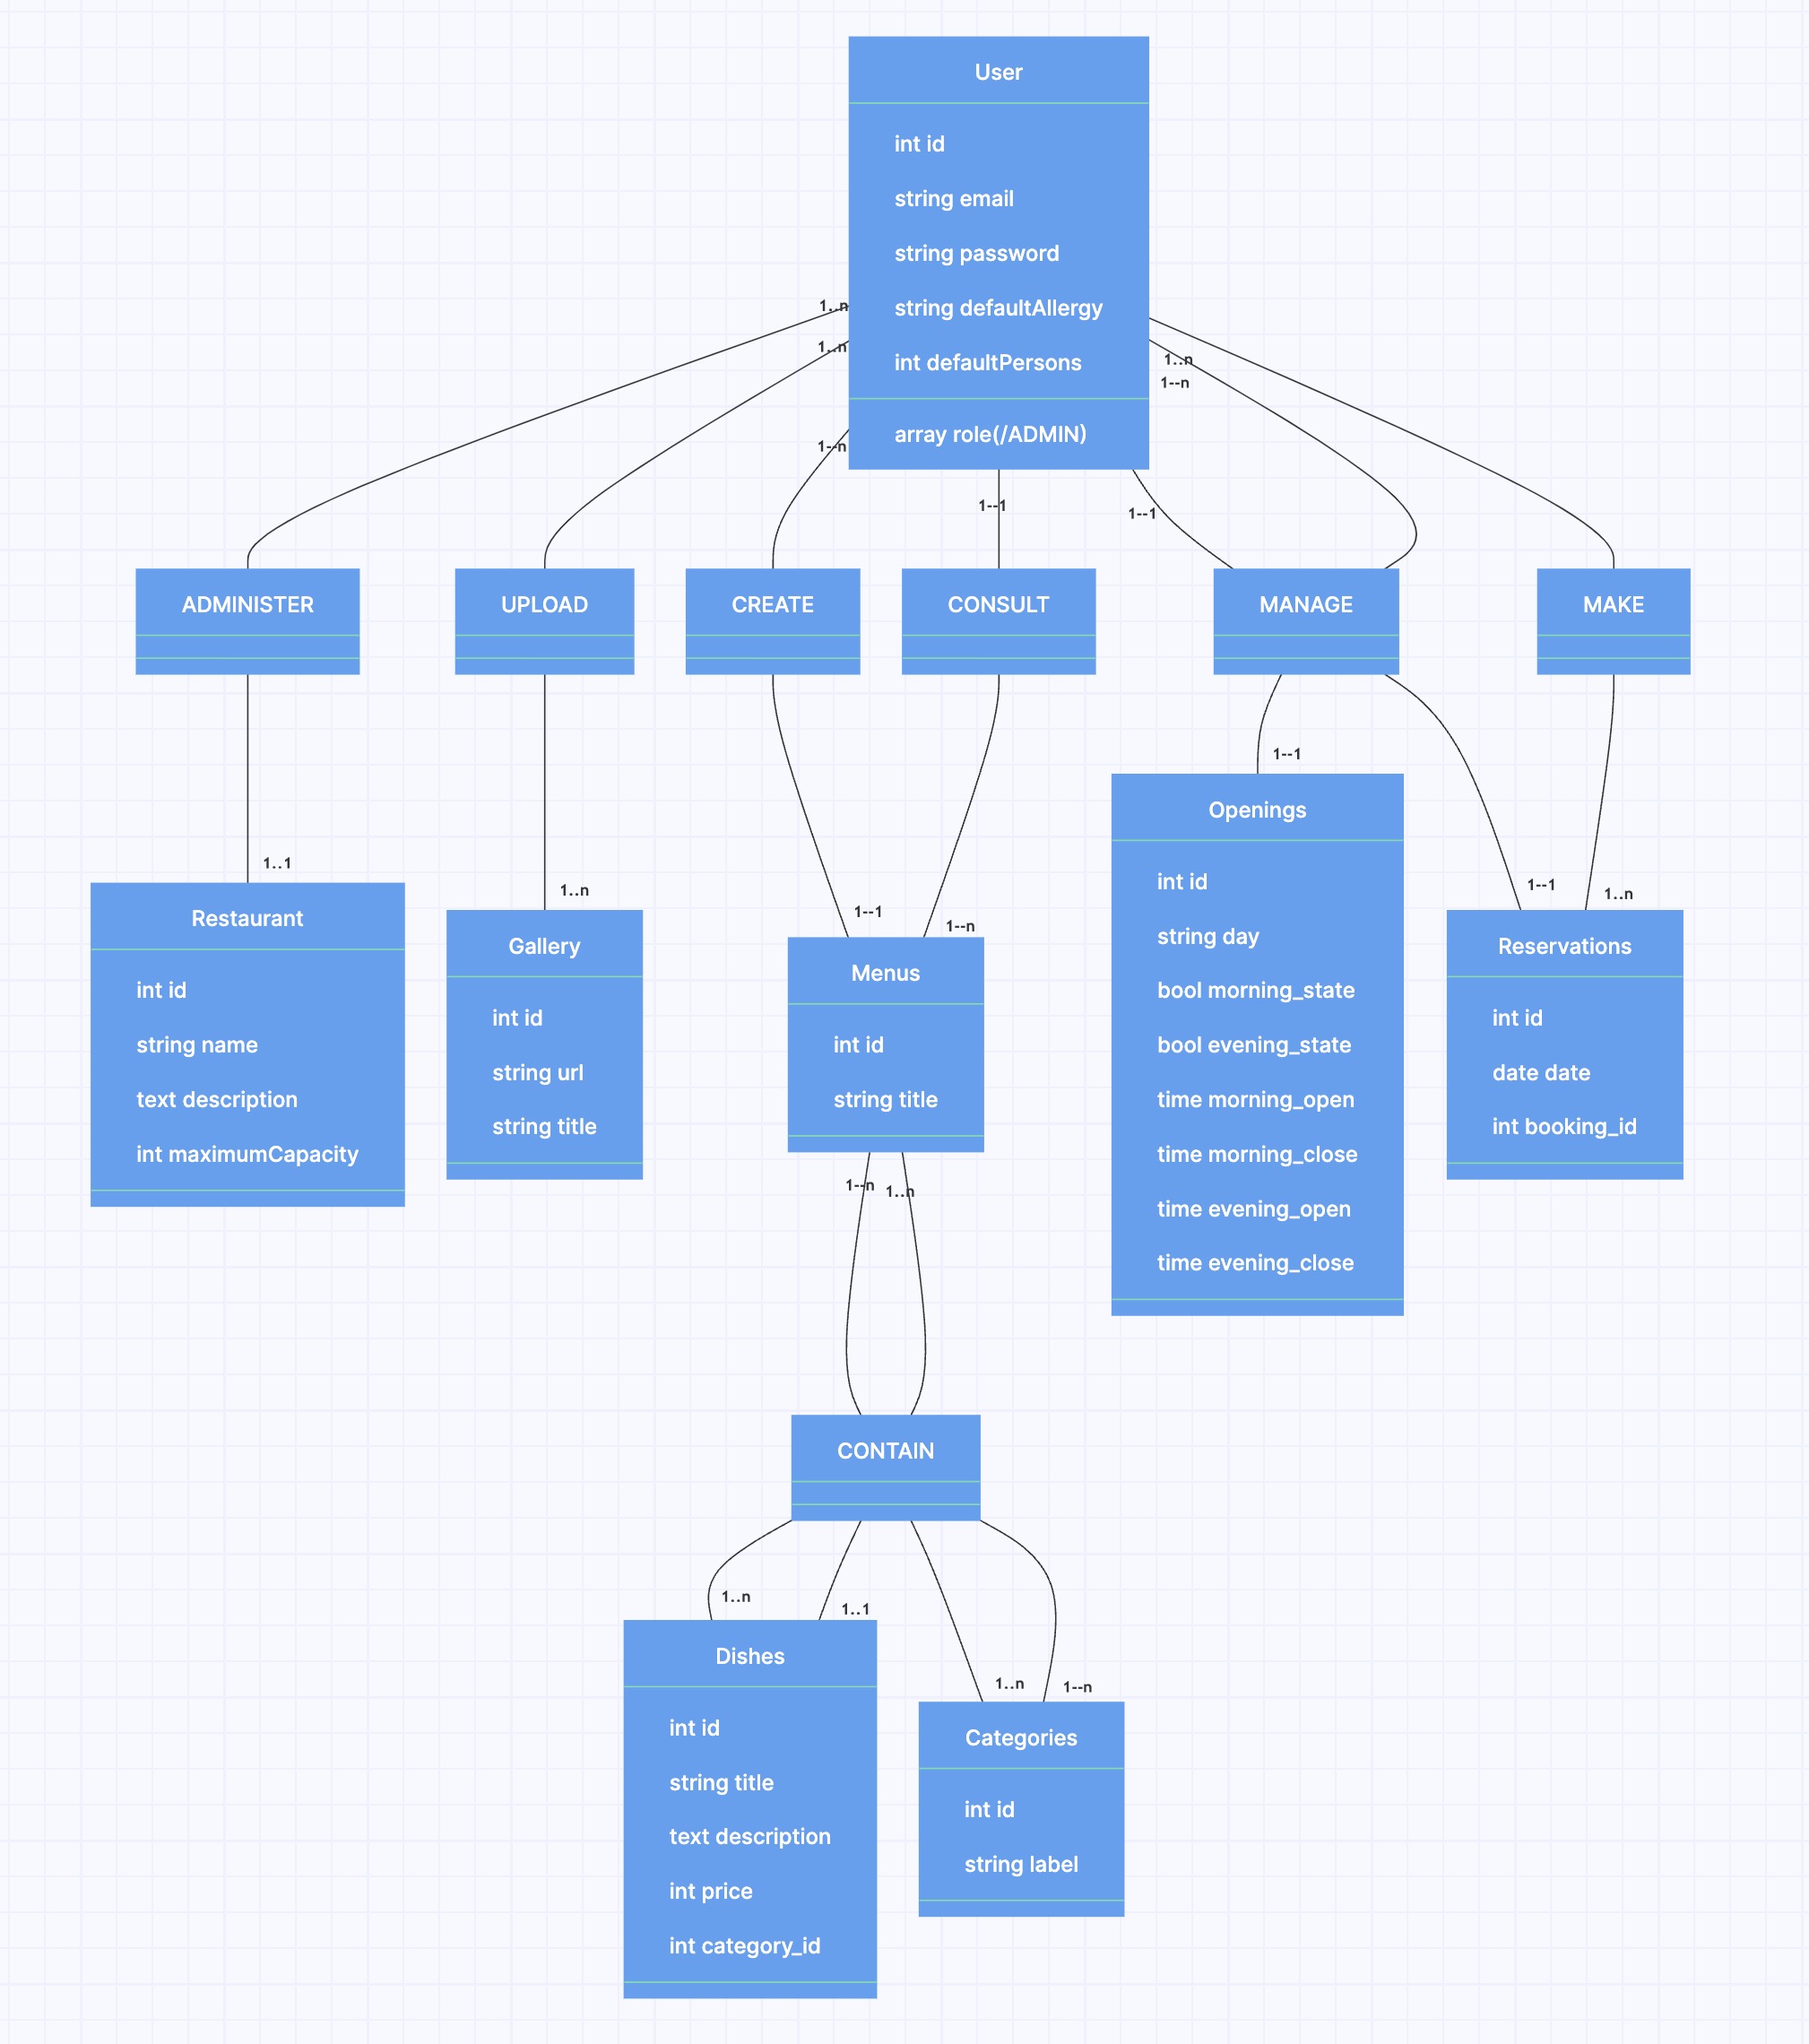 User
int id
string email
string password
string defaultAllergy
int defaultPersons
array role(/ADMIN)
1..n
1..n
1--n
1--1
1--1
1..n
1--n
ADMINISTER
UPLOAD
CREATE
CONSULT
MANAGE
MAKE
1..1
1..n
1--1
1--n
1--1
1--1
1..n
Restaurant
int id
string name
text description
int maximumCapacity
Gallery
int id
string url
string title
Menus
int id
string title
Openings
int id
string day
bool morning_state
bool evening_state
time morning_open
time morning_close
time evening_open
time evening_close
Reservations
int id
date date
int booking_id
1--n
1..n
CONTAIN
1..n
1..1
1..n
1--n
Dishes
int id
string title
text description
int price
int category_id
Categories
int id
string label